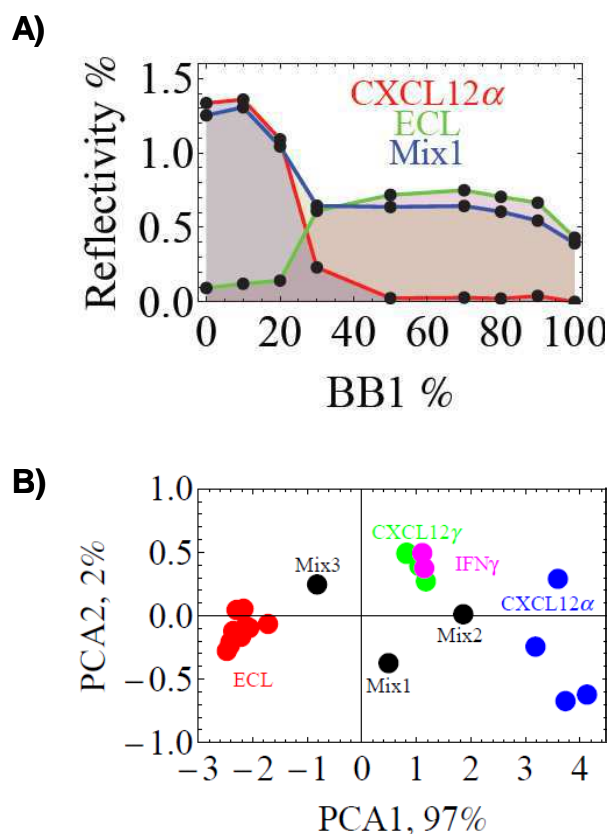 A)
Reflectivity %
1.5
1.0
0.5
0.0
CXCL12α
ECL
Mix1
0 20 40 60 80 100
BB1 %
B)
PCA2, 2%
1.0
0.5
0.0
−0.5
−1.0
CXCL12γ
Mix3
IFNγ
CXCL12α
Mix2
Mix1
ECL
−3 −2 −1 0 1 2 3 4
PCA1, 97%